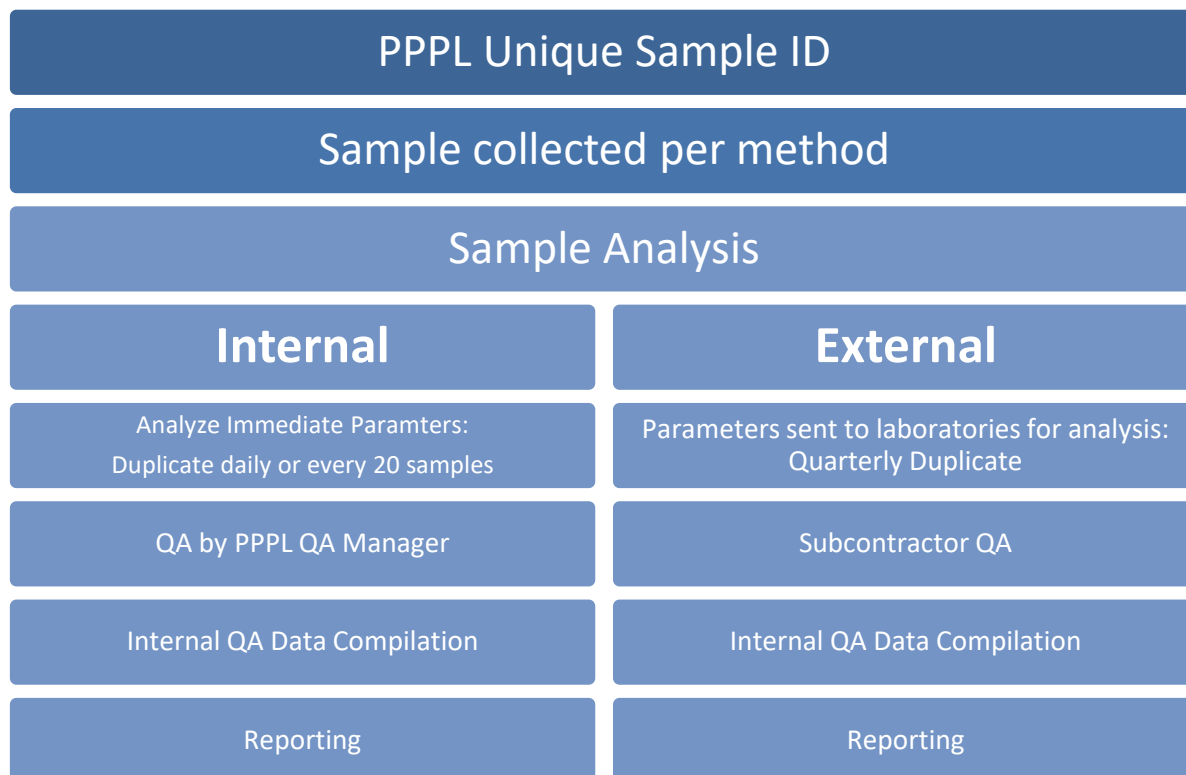 PPPL Unique Sample ID
Sample collected per method
Sample Analysis
Internal
External
Analyze Immediate Paramters:
Duplicate daily or every 20 samples
Parameters sent to laboratories for analysis:
Quarterly Duplicate
QA by PPPL QA Manager
Subcontractor QA
Internal QA Data Compilation
Internal QA Data Compilation
Reporting
Reporting